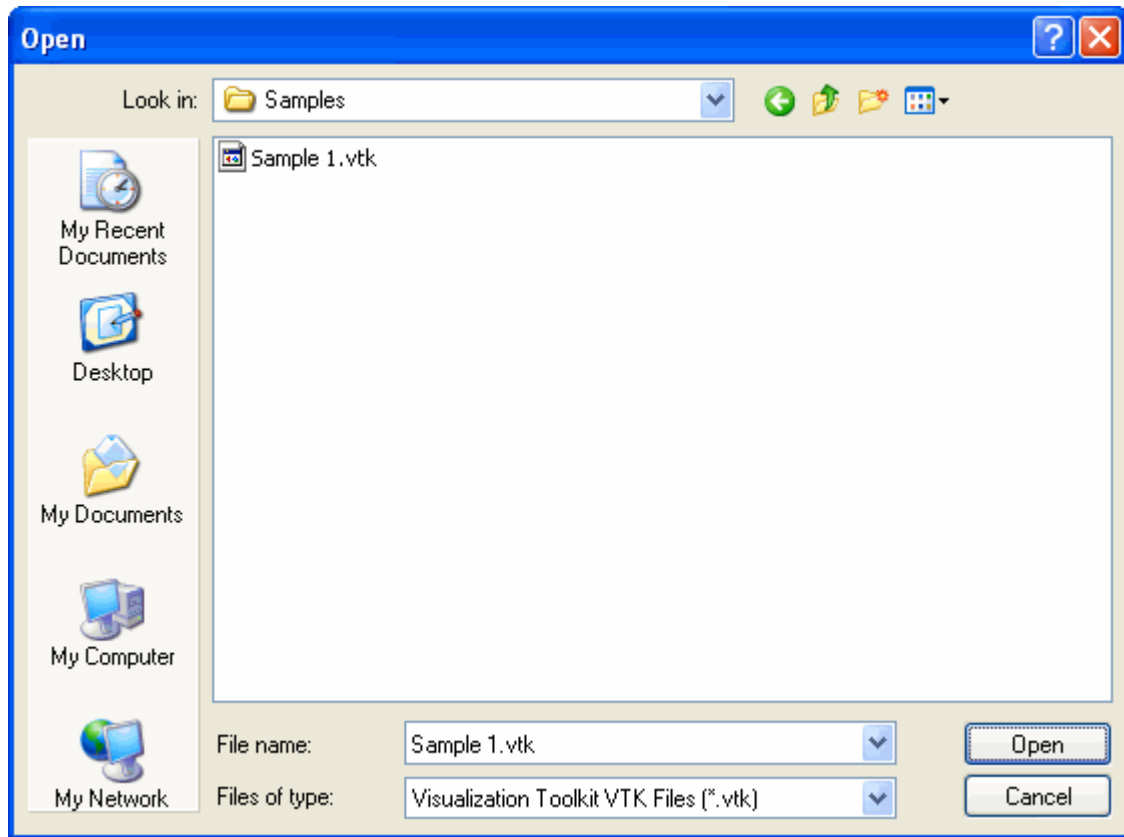 Open
Look in: Samples
Sample 1.vtk
My Recent
Documents
Desktop
My Documents
My Computer
My Network
File name: Sample 1.vtk Open
Files of type: Visualization Toolkit VTK Files (*.vtk) Cancel